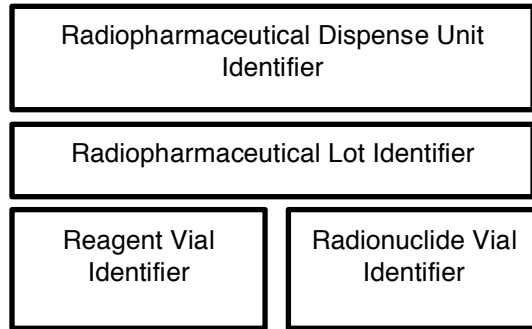 Radiopharmaceutical Dispense Unit
Identifier
Radiopharmaceutical Lot Identifier
Reagent Vial
Identifier
Radionuclide Vial
Identifier